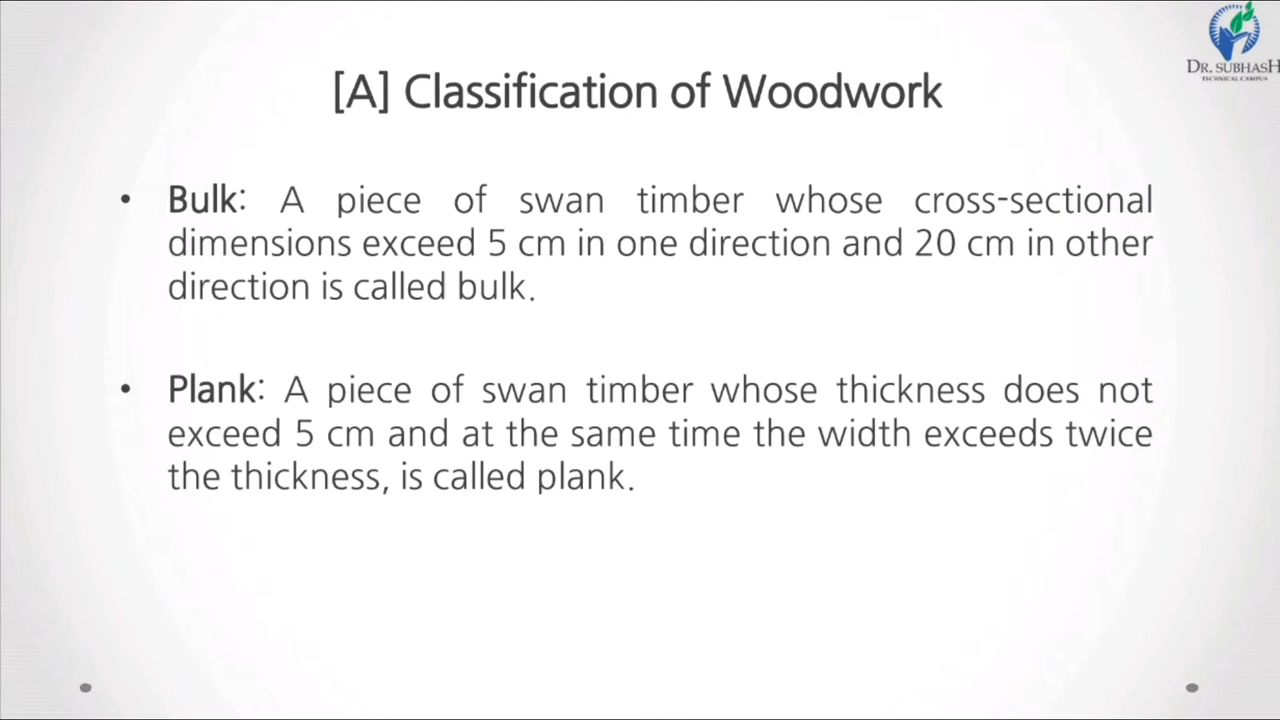 DR. SUBHASH
TECHNICAL CAMPUS
[A] Classification of Woodwork
• Bulk: A piece of swan timber whose cross-sectional
dimensions exceed 5 cm in one direction and 20 cm in other
direction is called bulk.
• Plank: A piece of swan timber whose thickness does not
exceed 5 cm and at the same time the width exceeds twice
the thickness, is called plank.